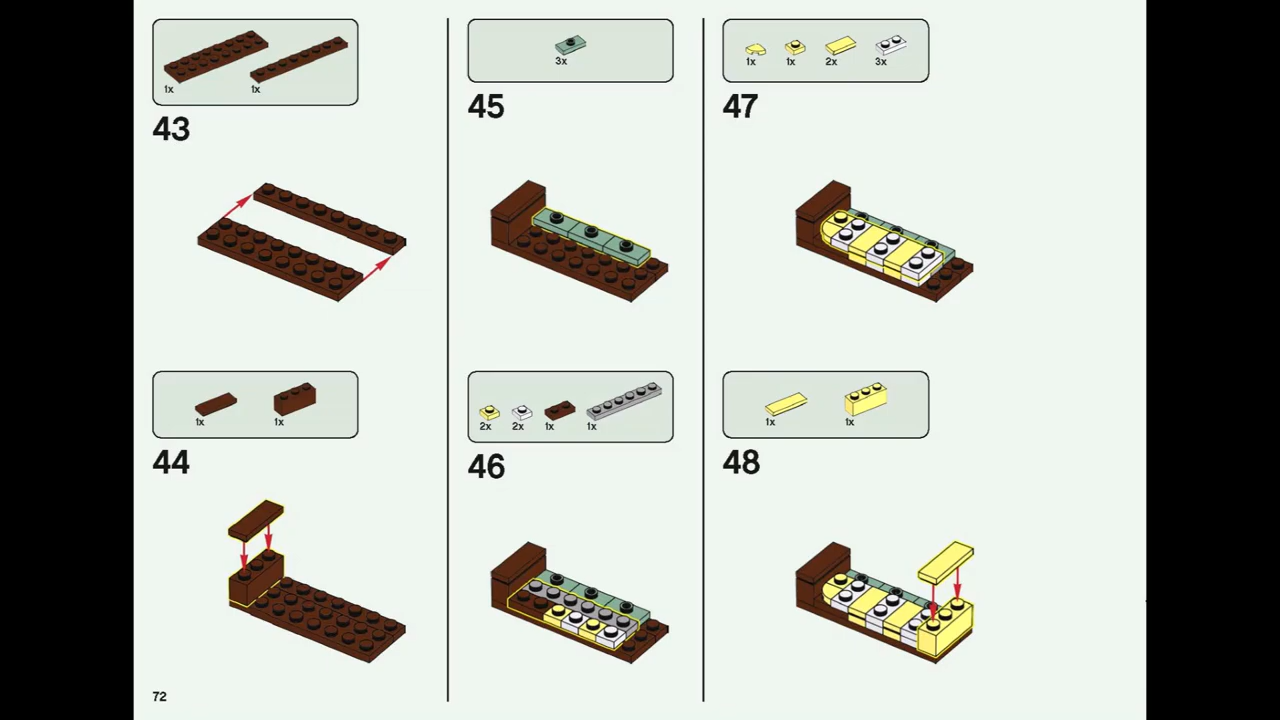 1x 1x
43
1x 1x
44
3x
45
2x 2x 1x 1x
46
1x 1x 2x 3x
47
1x 1x
48
72